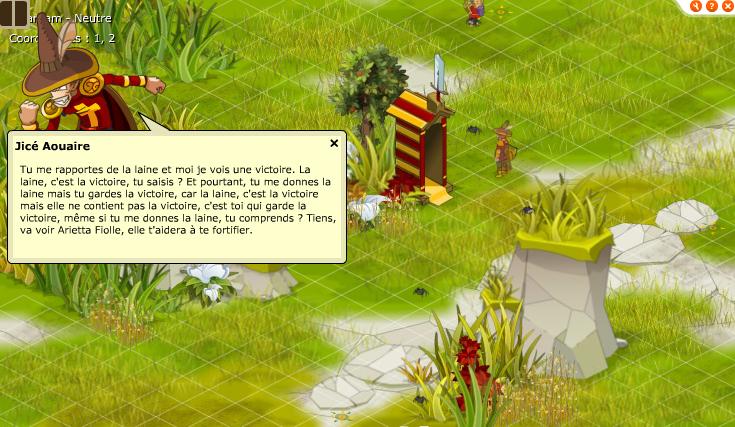 - Neutre
: 1, 2
Jicé Aouaire
Tu me rapportes de la laine et moi je vois une victoire. La
laine, c'est la victoire, tu saisis ? Et pourtant, tu me donnes la
laine mais tu gardes la victoire, car la laine, c'est la victoire
mais elle ne contient pas la victoire, c'est toi qui garde la
victoire, même si tu me donnes la laine, tu comprends ? Tiens,
va voir Arietta Fiolle, elle t'aidera à te fortifier.